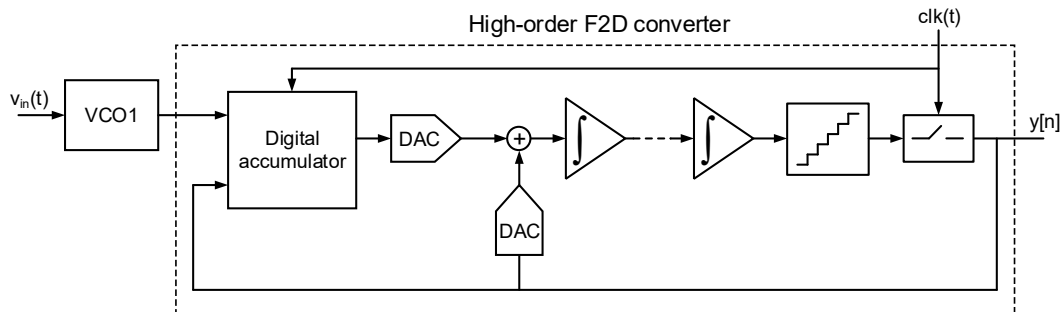 High-order F2D converter
clk(t)
v_in(t)
VCO1
Digital
accumulator
DAC
+
∫
∫
y[n]
DAC